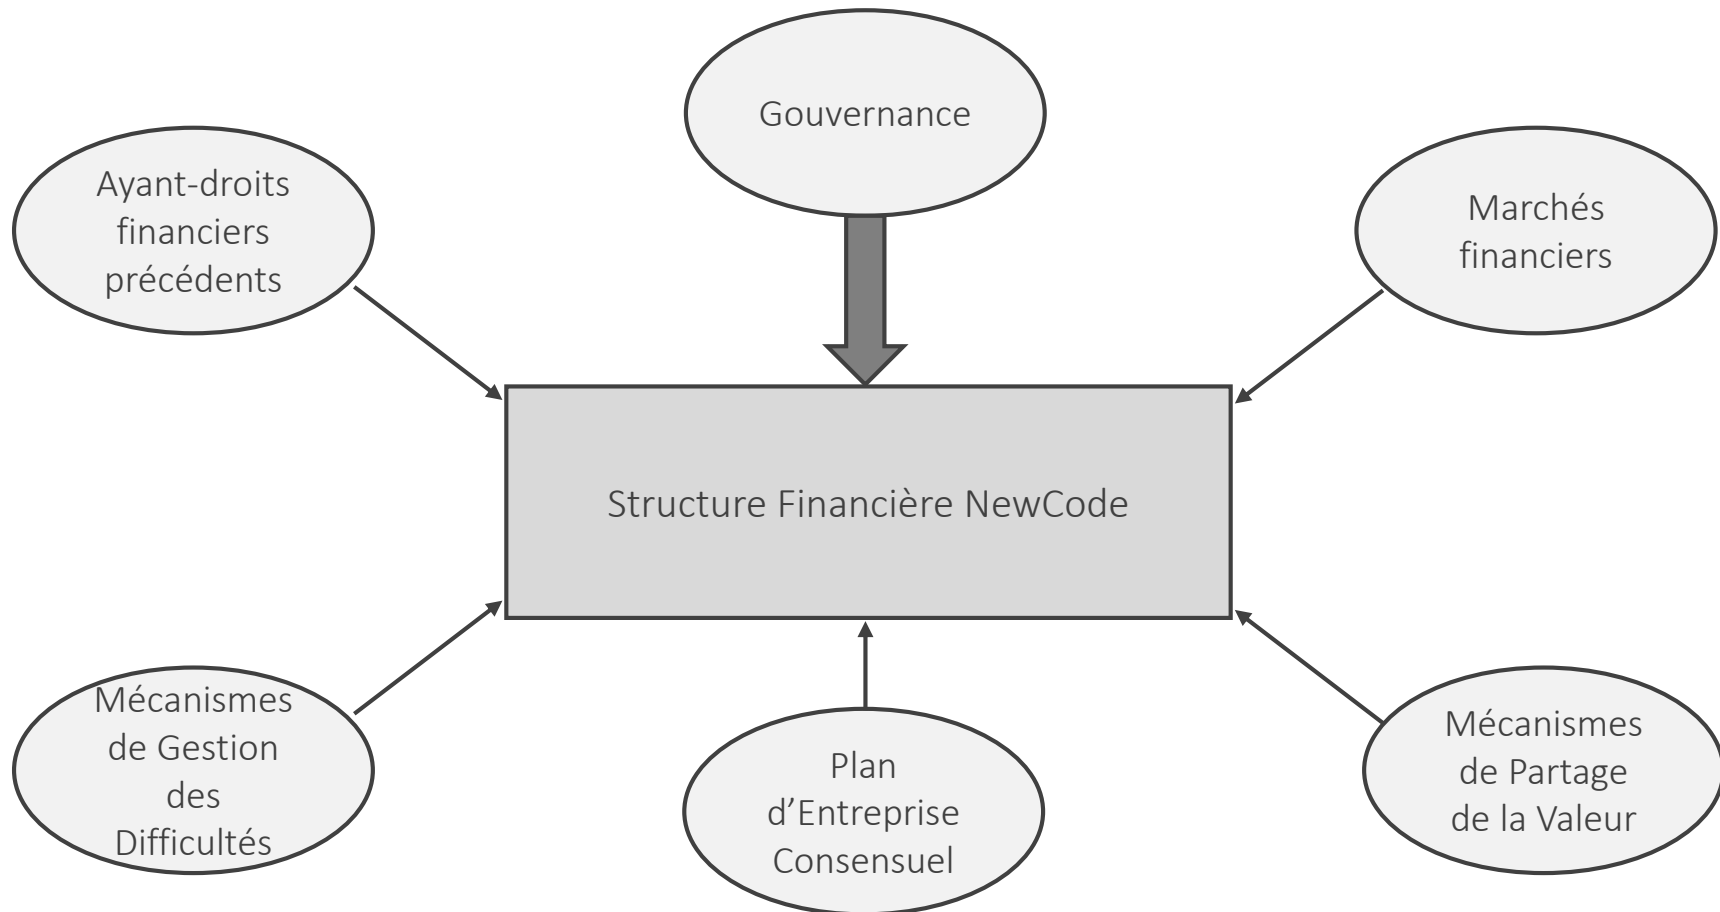 Gouvernance
Ayant-droits
financiers
précédents
Marchés
financiers
Structure Financière NewCode
Mécanismes
de Gestion
des
Difficultés
Plan
d’Entreprise
Consensuel
Mécanismes
de Partage
de la Valeur